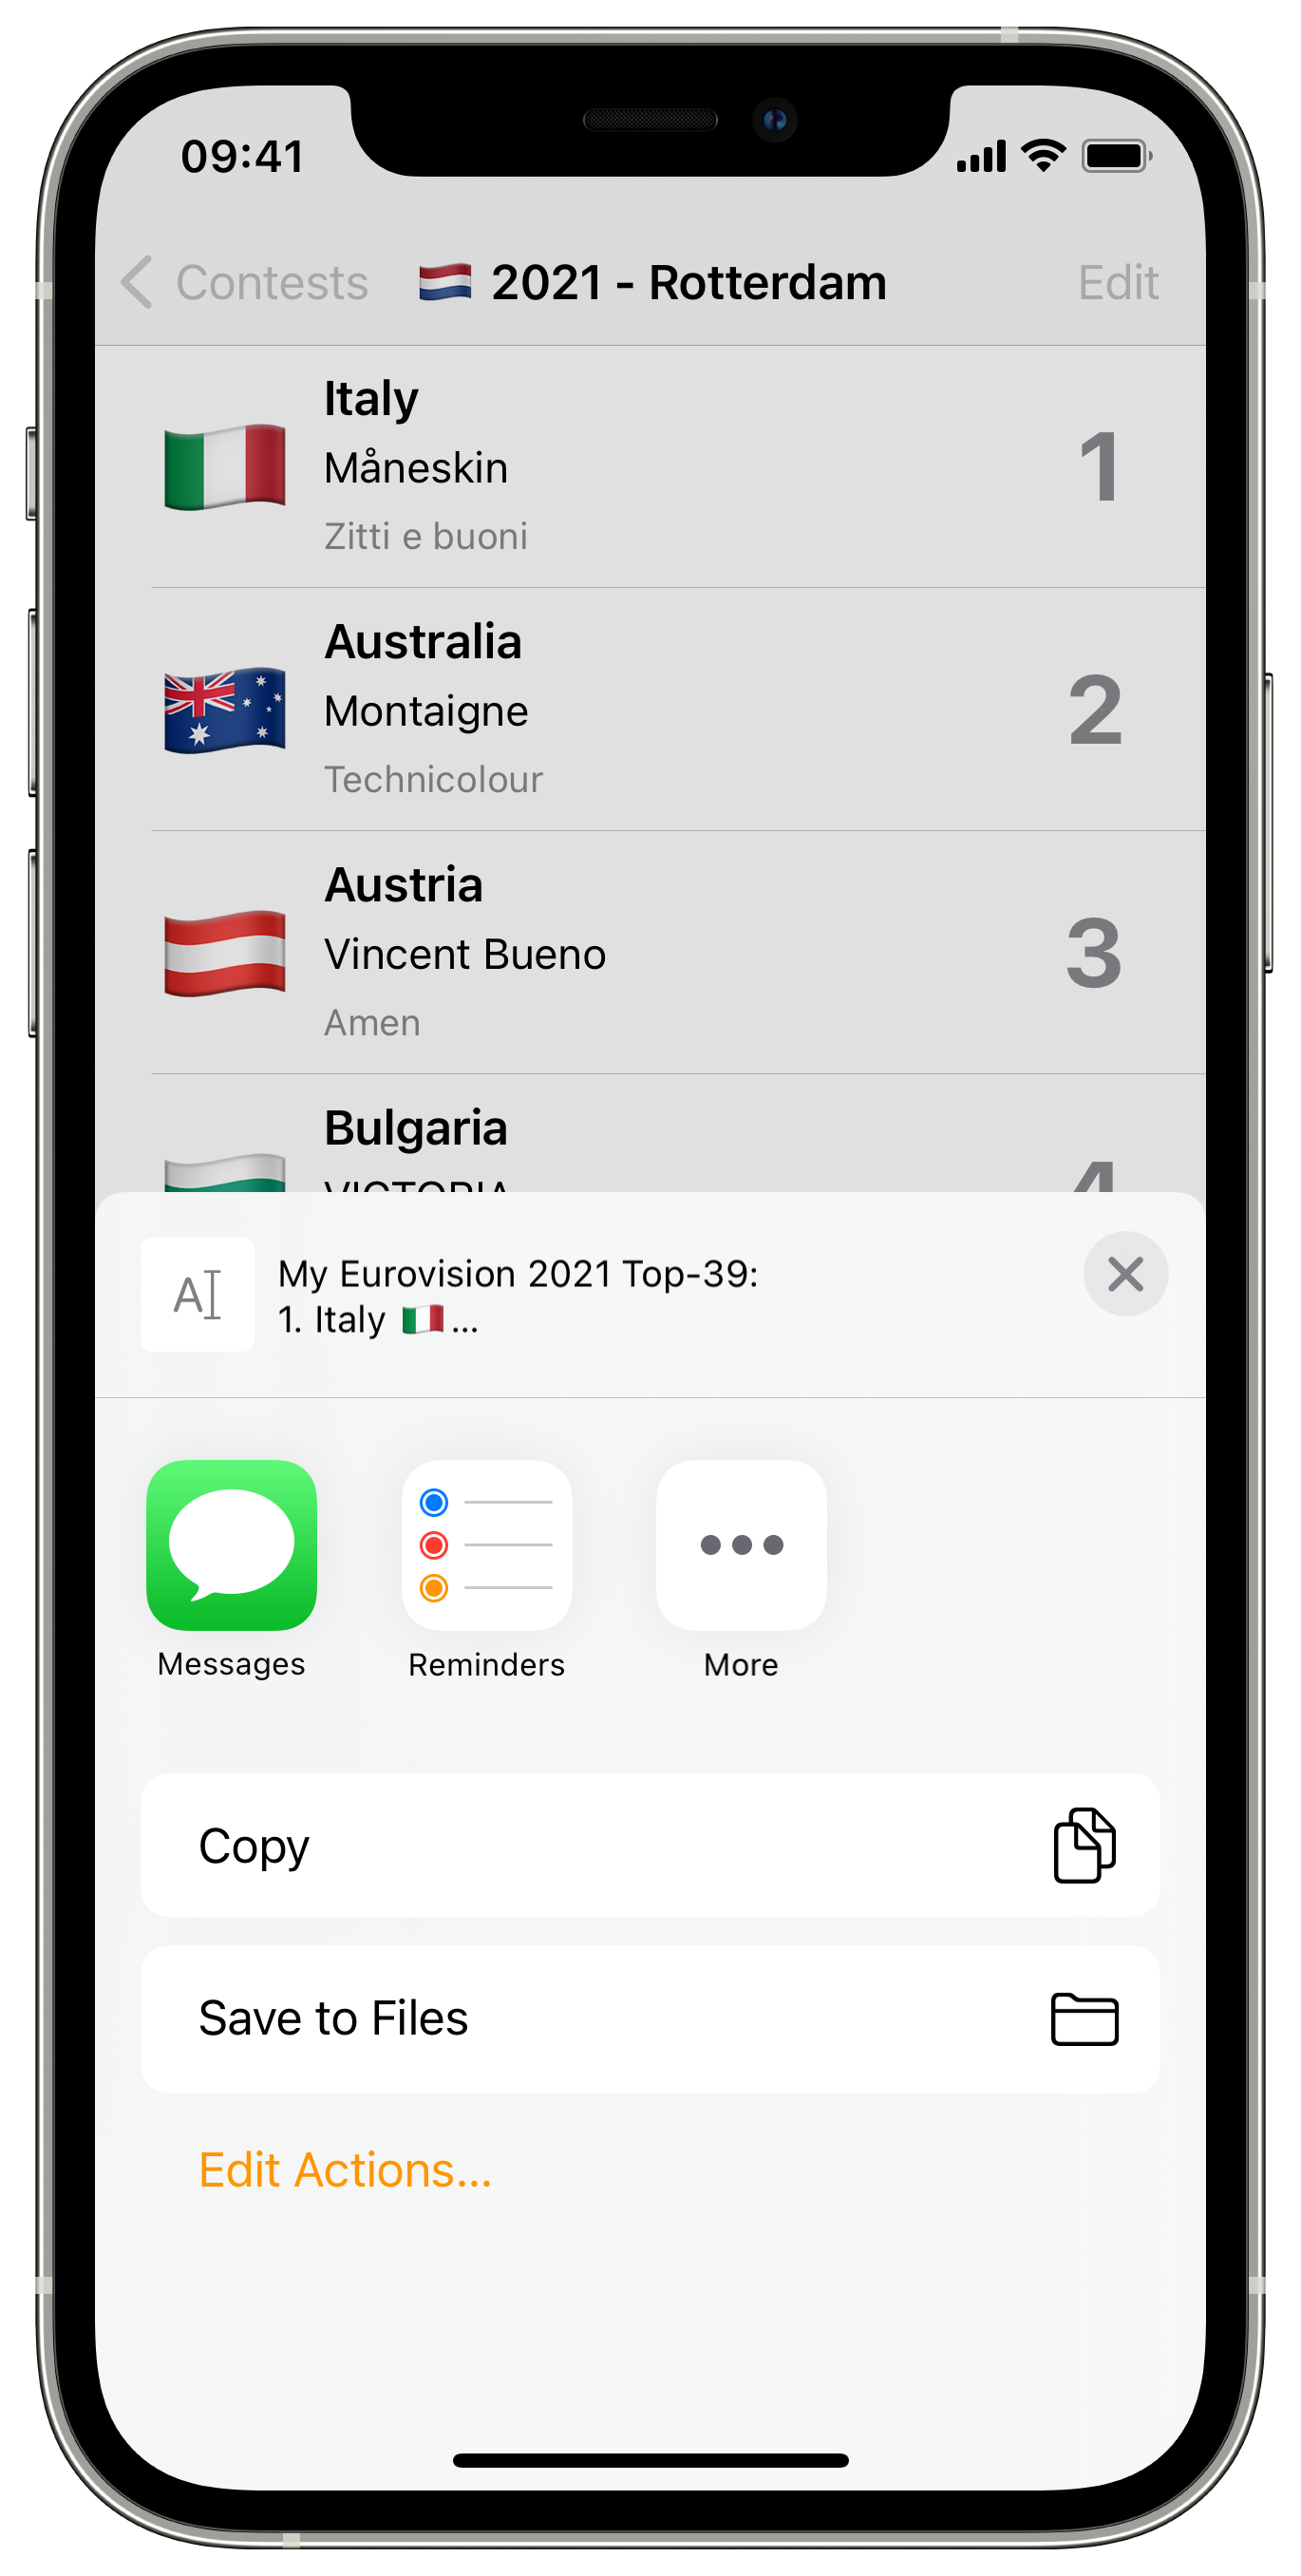 09:41
Contests 🇳🇱 2021 - Rotterdam Edit
Italy
Måneskin
Zitti e buoni
1
Australia
Montaigne
Technicolour
2
Austria
Vincent Bueno
Amen
3
Bulgaria
VICTORIA
4
My Eurovision 2021 Top-39:
1. Italy 🇮🇹...
Messages Reminders More
Copy
Save to Files
Edit Actions...